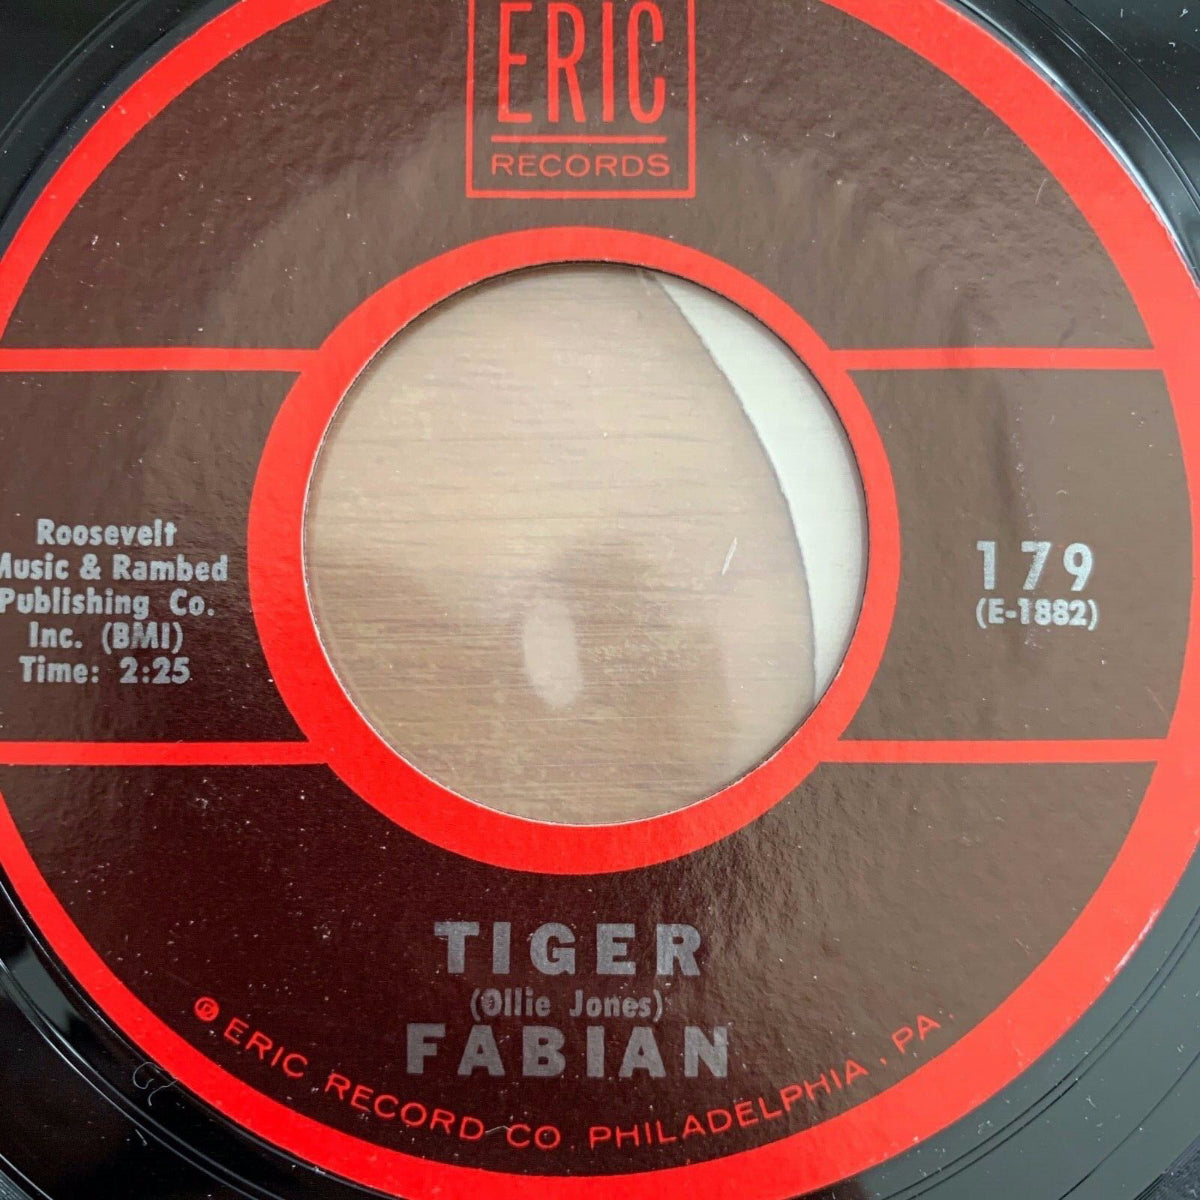 ERIC
RECORDS
Roosevelt
Music & Rambed
Publishing Co.
Inc. (BMI)
Time: 2:25
179
(E-1882)
TIGER
(Ollie Jones)
FABIAN
℗ ERIC RECORD CO. PHILADELPHIA, PA.